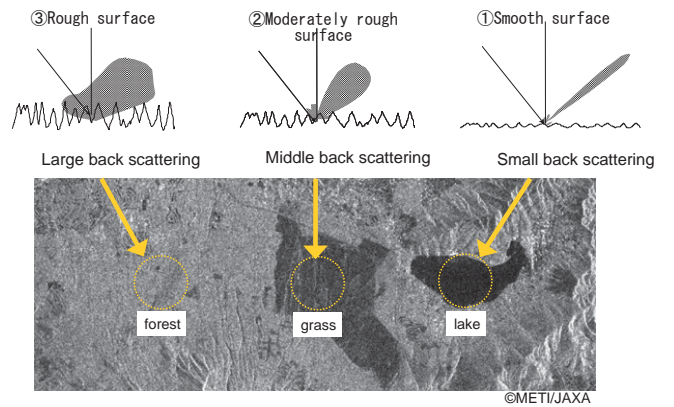 ③Rough surface
②Moderately rough
surface
①Smooth surface
Large back scattering
Middle back scattering
Small back scattering
forest
grass
lake
©METI/JAXA